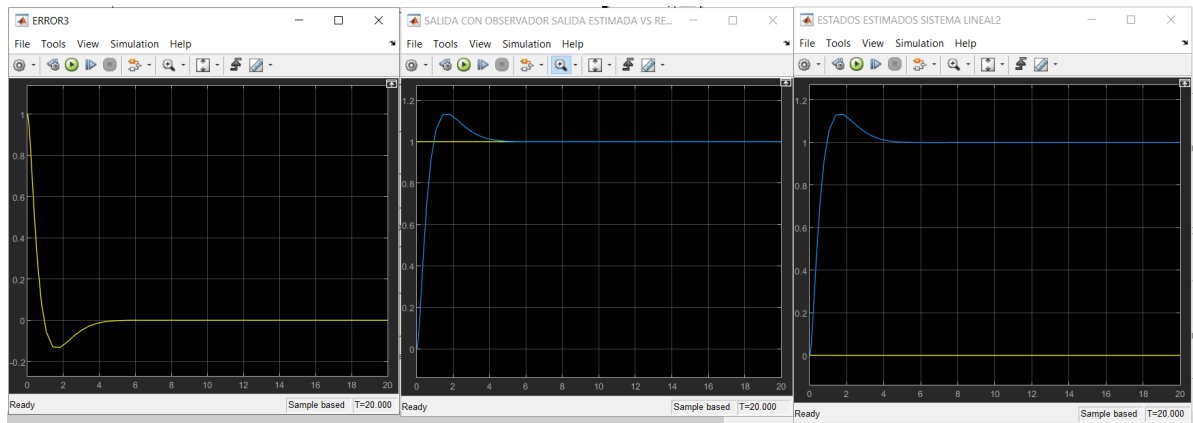 ERROR3
File Tools View Simulation Help
1
0.8
0.6
0.4
0.2
0
-0.2
0 2 4 6 8 10 12 14 16 18 20
Ready Sample based T=20.000
SALIDA CON OBSERVADOR SALIDA ESTIMADA VS RE...
File Tools View Simulation Help
1.2
1
0.8
0.6
0.4
0.2
0
0 2 4 6 8 10 12 14 16 18 20
Ready Sample based T=20.000
ESTADOS ESTIMADOS SISTEMA LINEAL2
File Tools View Simulation Help
1.2
1
0.8
0.6
0.4
0.2
0
0 2 4 6 8 10 12 14 16 18 20
Ready Sample based T=20.000